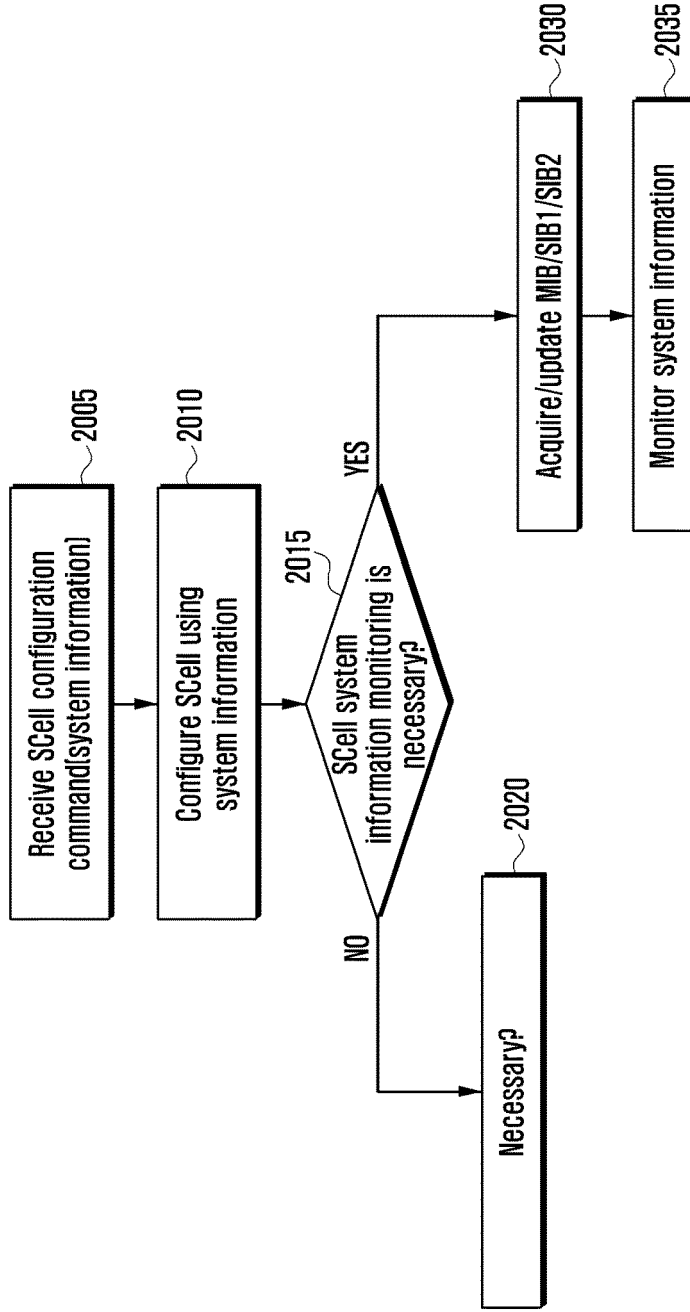 2005
Receive SCell configuration
command(system information)
2010
Configure SCell using
system information
2015
SCell system
information monitoring is
necessary?
NO
YES
2020
Necessary?
2030
Acquire/update MIB/SIB1/SIB2
2035
Monitor system information